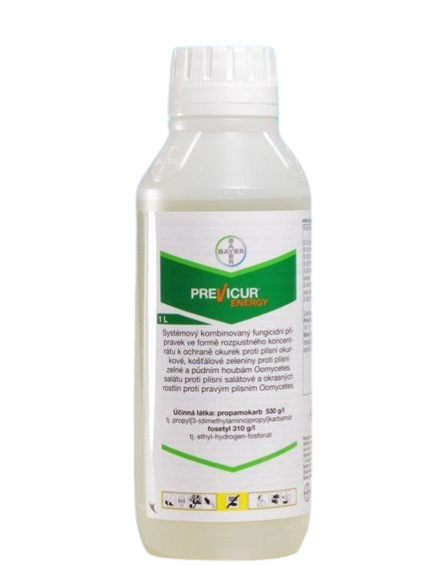 BAYER
BAYER
PREVICUR®
ENERGY
1 L
Systémový kombinovaný fungicidní pří-
pravek ve formě rozpustného koncent-
rátu k ochraně okurek proti plísni okur-
kové, košťálové zeleniny proti plísni
zelné a půdním houbám Oomycetes,
salátu proti plísni salátové a okrasných
rostlin proti pravým plísním Oomycetes.
Účinná látka: propamokarb 530 g/l
tj. propyl[3-(dimethylamino)propyl]karbamát
fosetyl 310 g/l
tj. ethyl-hydrogen-fosfonát